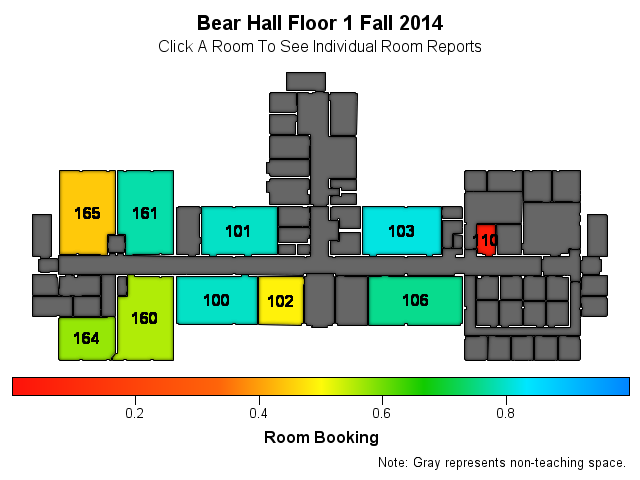 Bear Hall Floor 1 Fall 2014
Click A Room To See Individual Room Reports
165
161
101
103
110
100
102
106
160
164
0.2 0.4 0.6 0.8
Room Booking
Note: Gray represents non-teaching space.